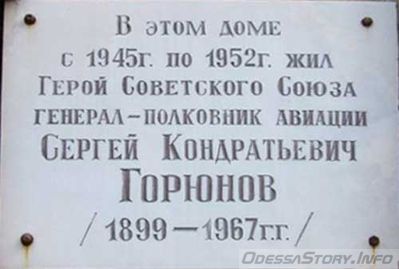 В этом доме
с 1945г. по 1952г. жил
Герой Советского Союза
генерал-полковник авиации
Сергей Кондратьевич
Горюнов
/1899-1967г.г./
OdessaStory.Info